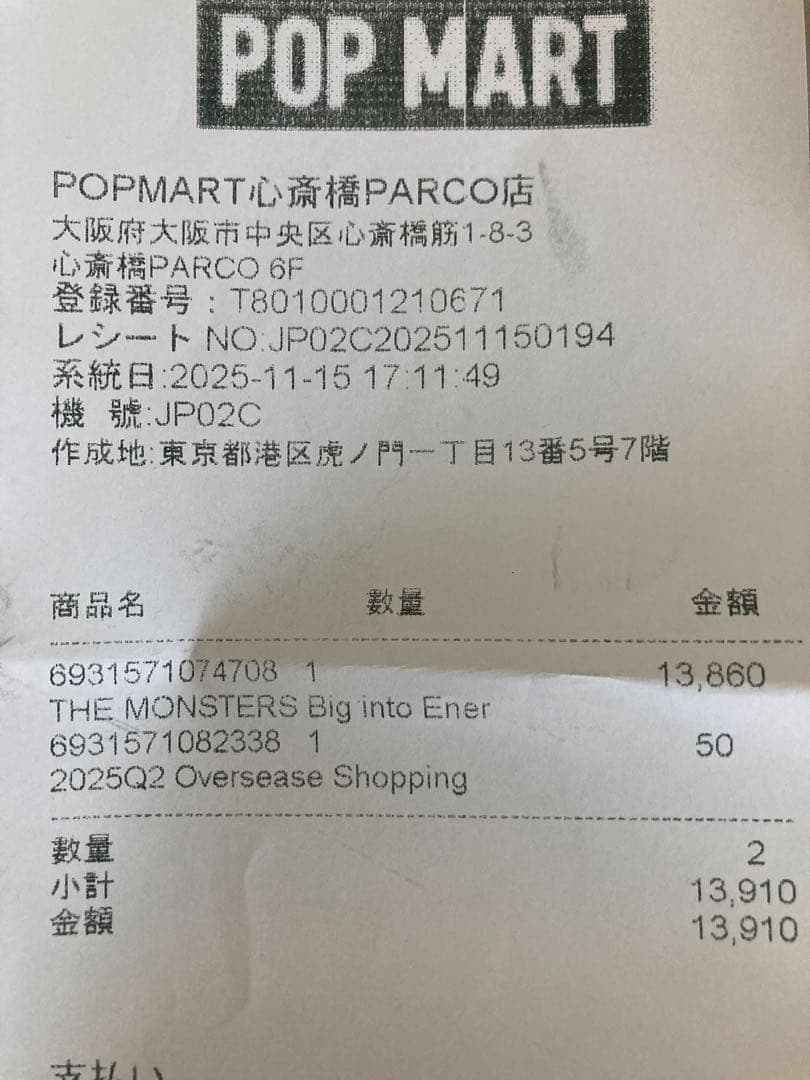 POP MART
POPMART心斎橋PARCO店
大阪府大阪市中央区心斎橋筋1-8-3
心斎橋PARCO 6F
登録番号：T8010001210671
レシート NO:JP02C202511150194
系統日:2025-11-15 17:11:49
機 號:JP02C
作成地:東京都港区虎ノ門一丁目13番5号7階
商品名 數量 金額
6931571074708 1 13,860
THE MONSTERS Big into Ener
6931571082338 1 50
2025Q2 Oversease Shopping
數量 2
小計 13,910
金額 13,910
支払い